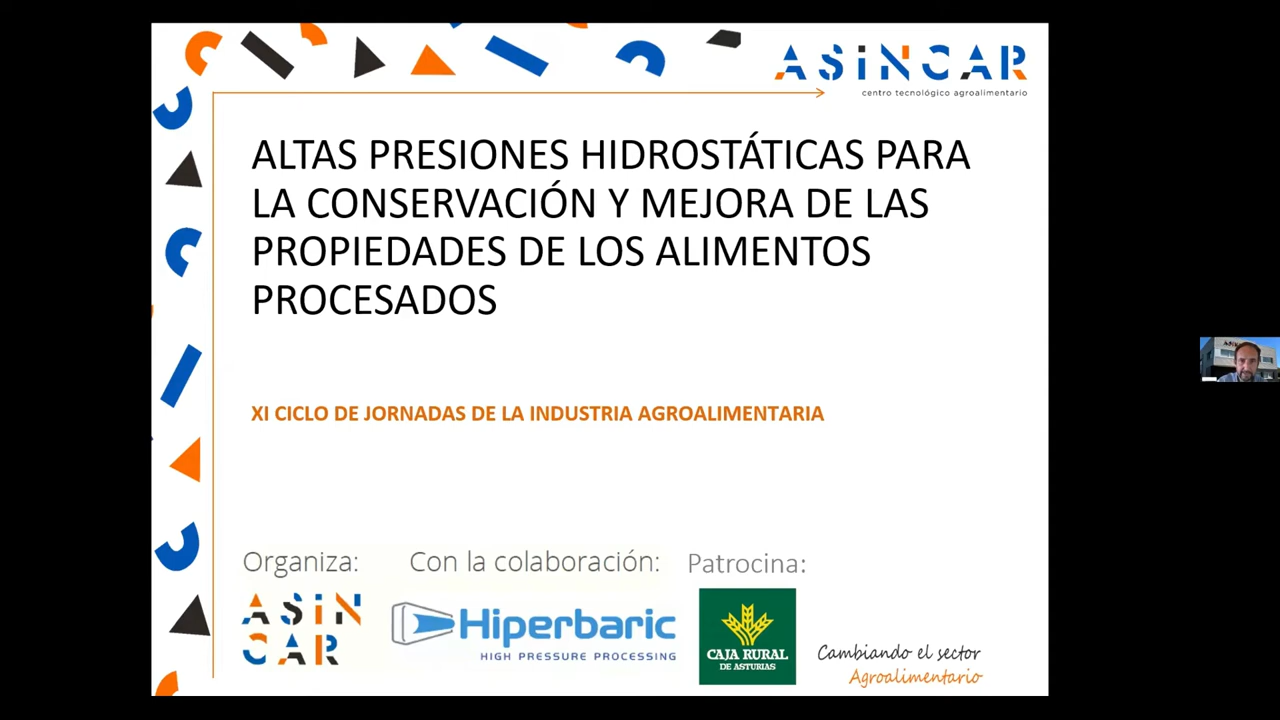 ASINCAR
centro tecnológico agroalimentario
ALTAS PRESIONES HIDROSTÁTICAS PARA
LA CONSERVACIÓN Y MEJORA DE LAS
PROPIEDADES DE LOS ALIMENTOS
PROCESADOS
XI CICLO DE JORNADAS DE LA INDUSTRIA AGROALIMENTARIA
Organiza:
Con la colaboración:
Patrocina:
ASiN
CAR
Hiperbaric
HIGH PRESSURE PROCESSING
CAJA RURAL
DE ASTURIAS
Cambiando el sector
Agroalimentario